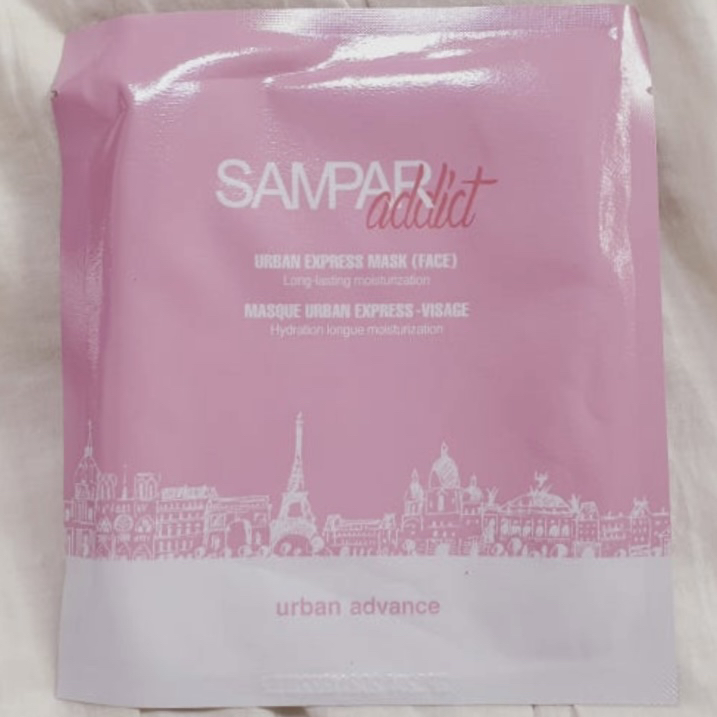 SAMPAR addict
URBAN EXPRESS MASK (FACE)
Long-lasting moisturization
MASQUE URBAN EXPRESS-VISAGE
Hydration longue moisturization
urban advance